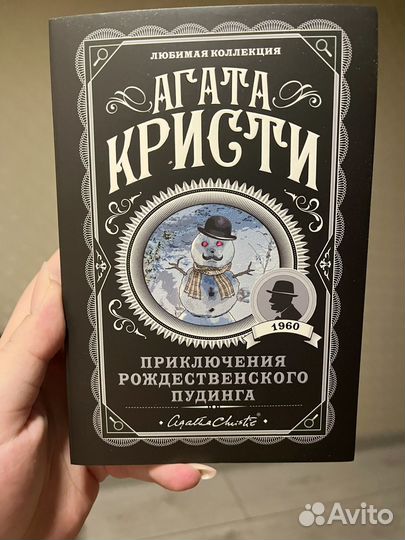 ЛЮБИМАЯ КОЛЛЕКЦИЯ
АГАТА
КРИСТИ
1960
ПРИКЛЮЧЕНИЯ
РОЖДЕСТВЕНСКОГО
ПУДИНГА
Agatha Christie®
Avito